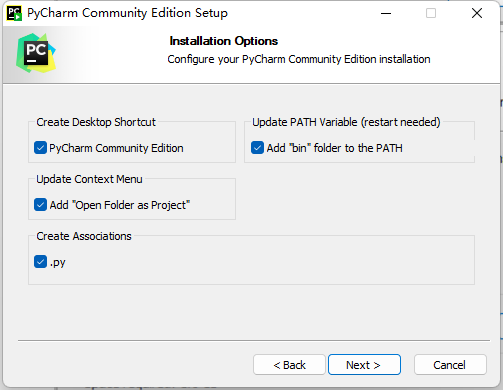 PyCharm Community Edition Setup
PC
Installation Options
Configure your PyCharm Community Edition installation
Create Desktop Shortcut
PyCharm Community Edition
Update PATH Variable (restart needed)
Add "bin" folder to the PATH
Update Context Menu
Add "Open Folder as Project"
Create Associations
.py
< Back
Next >
Cancel